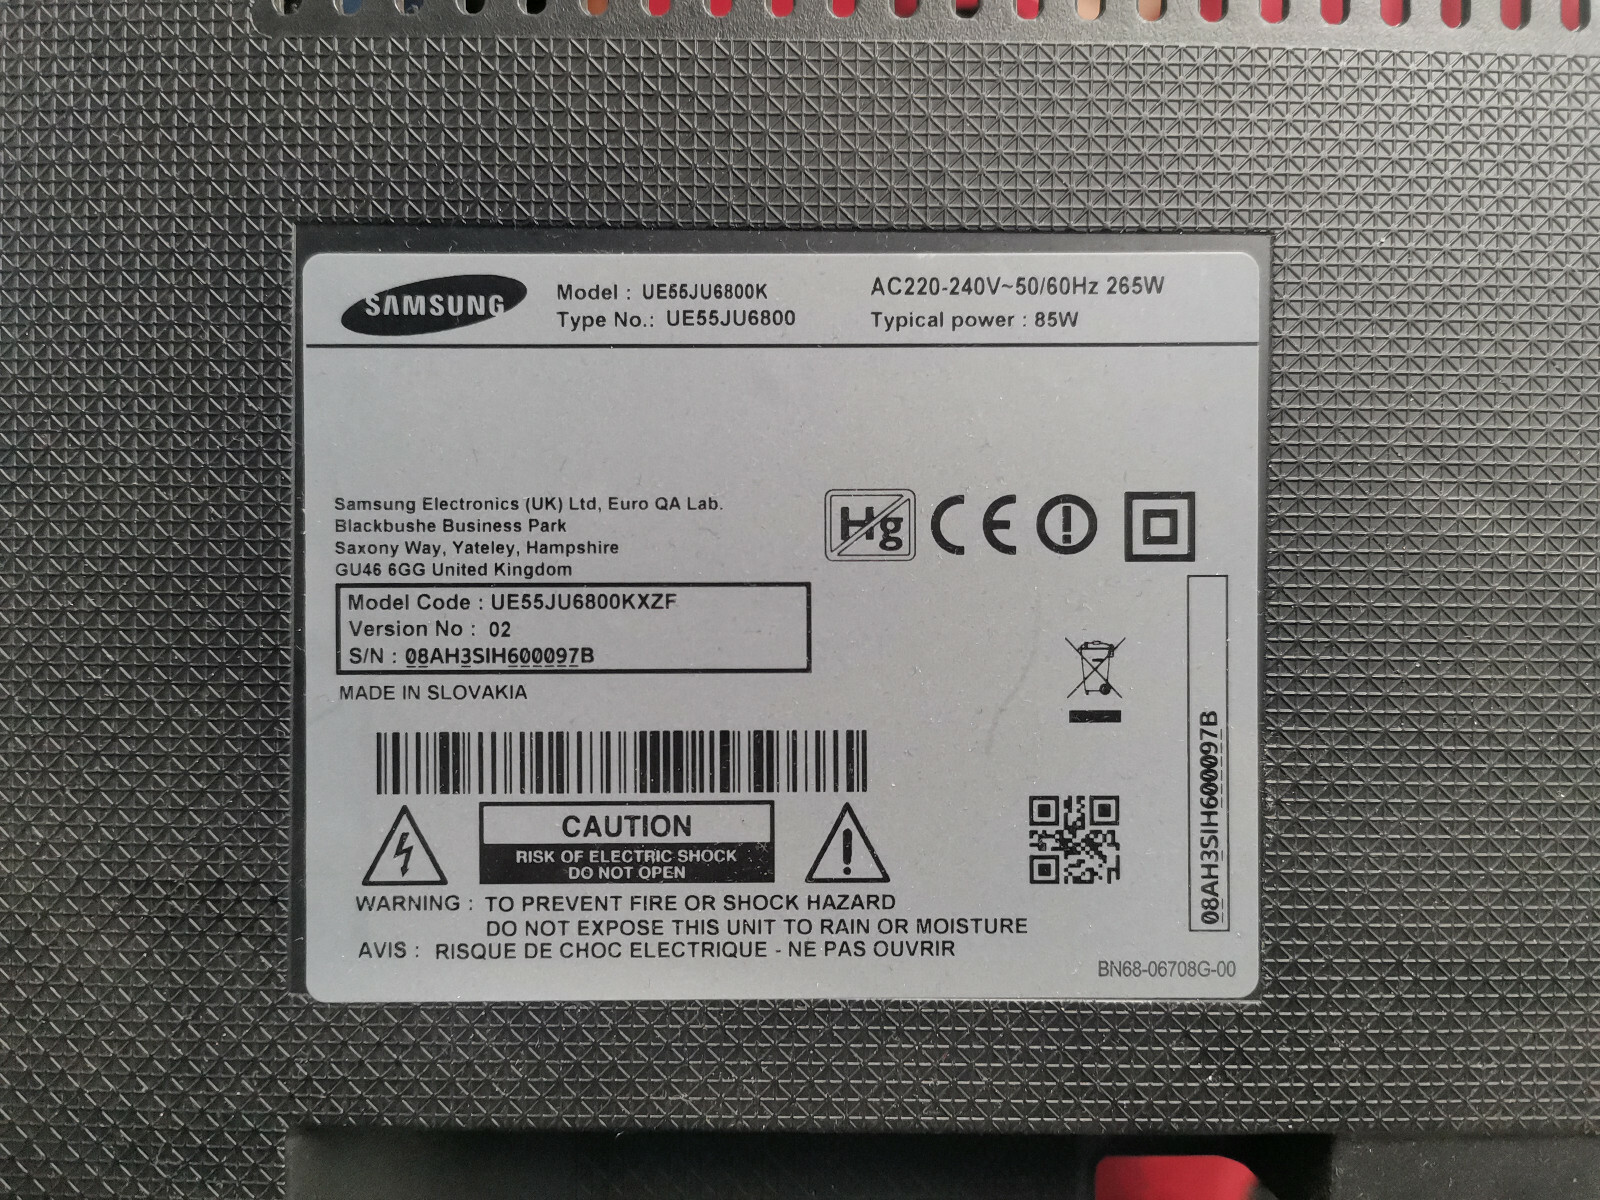 SAMSUNG
Model : UE55JU6800K
Type No.: UE55JU6800
AC220-240V~50/60Hz 265W
Typical power : 85W
Samsung Electronics (UK) Ltd, Euro QA Lab.
Blackbushe Business Park
Saxony Way, Yateley, Hampshire
GU46 6GG United Kingdom
Hg
CE
Model Code : UE55JU6800KXZF
Version No : 02
S/N : 08AH3SIH600097B
MADE IN SLOVAKIA
08AH3SIH600097B
CAUTION
RISK OF ELECTRIC SHOCK
DO NOT OPEN
WARNING : TO PREVENT FIRE OR SHOCK HAZARD
DO NOT EXPOSE THIS UNIT TO RAIN OR MOISTURE
AVIS : RISQUE DE CHOC ELECTRIQUE - NE PAS OUVRIR
BN68-06708G-00